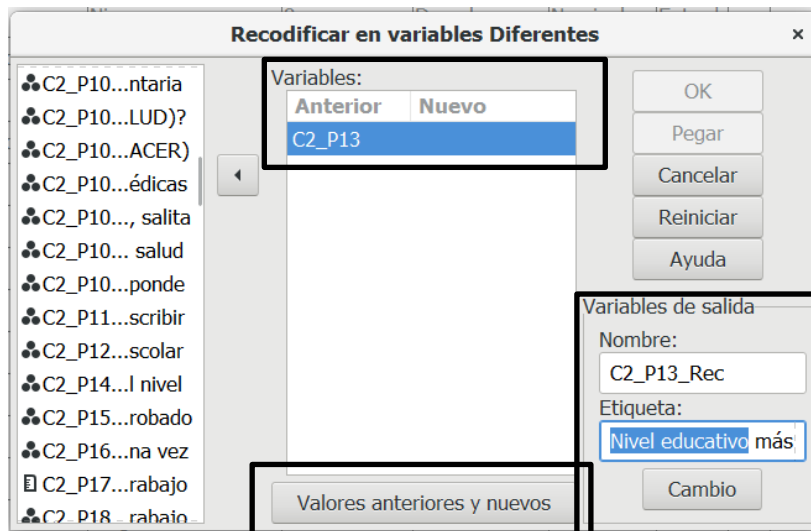 Recodificar en variables Diferentes
×
C2_P10...ntaria
C2_P10...LUD)?
C2_P10...ACER)
C2_P10...édicas
C2_P10..., salita
C2_P10... salud
C2_P10...ponde
C2_P11...scribir
C2_P12...scolar
C2_P14...l nivel
C2_P15...robado
C2_P16...na vez
C2_P17...rabajo
C2_P18...rabajo
Variables:
Anterior Nuevo
C2_P13
Valores anteriores y nuevos
OK
Pegar
Cancelar
Reiniciar
Ayuda
Variables de salida
Nombre:
C2_P13_Rec
Etiqueta:
Nivel educativo más
Cambio